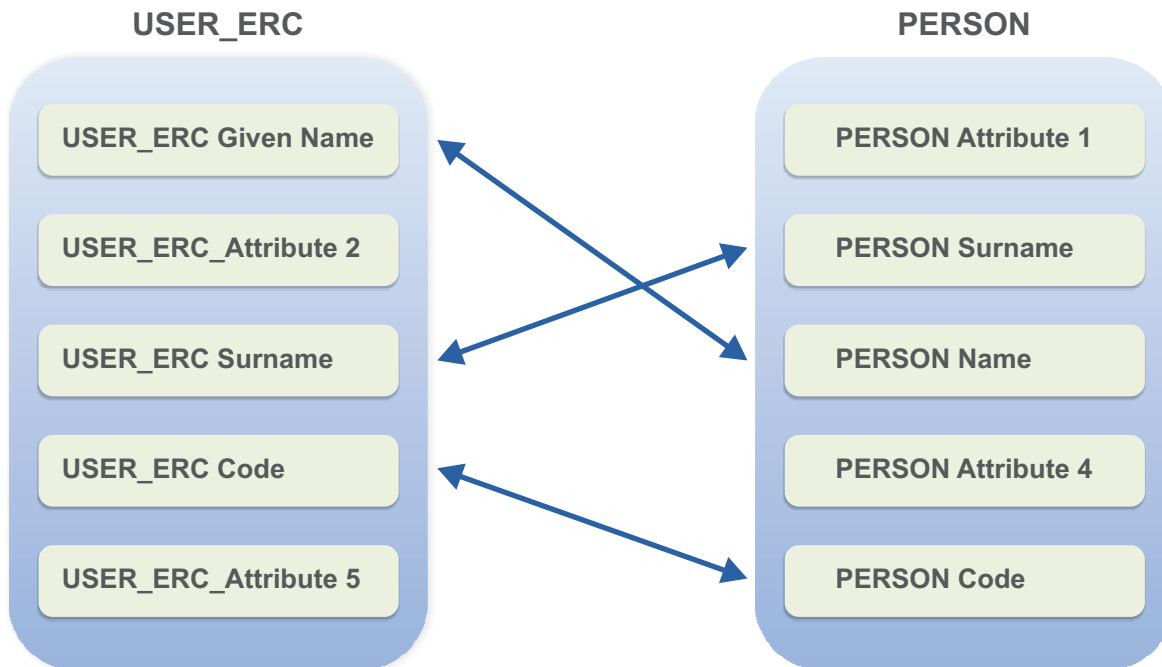 USER_ERC
PERSON
USER_ERC Given Name
USER_ERC_Attribute 2
USER_ERC Surname
USER_ERC Code
USER_ERC_Attribute 5
PERSON Attribute 1
PERSON Surname
PERSON Name
PERSON Attribute 4
PERSON Code